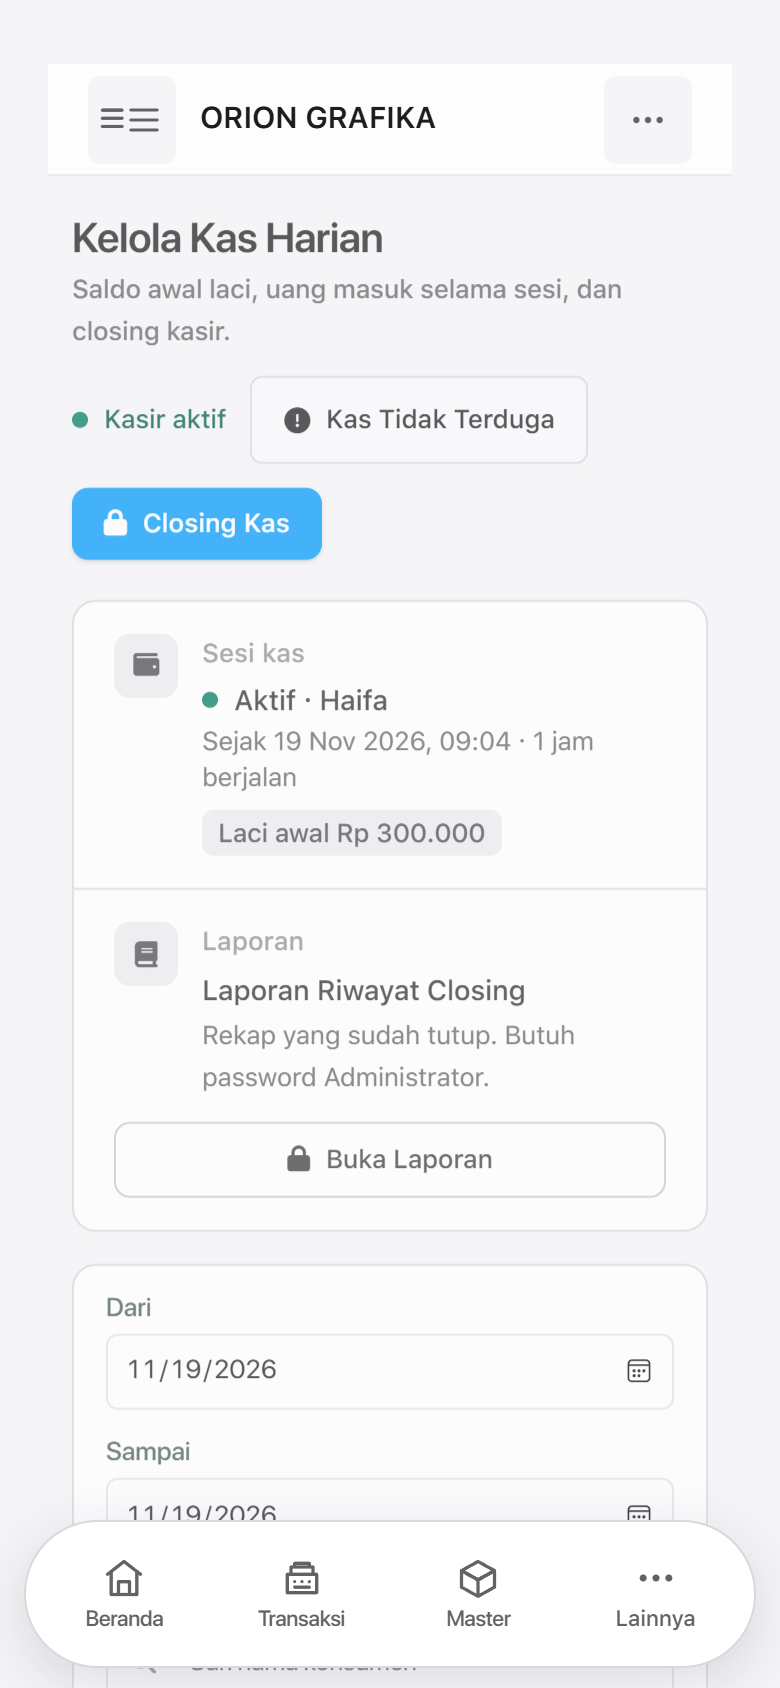 ORION GRAFIKA
Kelola Kas Harian
Saldo awal laci, uang masuk selama sesi, dan
closing kasir.
Kasir aktif
Kas Tidak Terduga
Closing Kas
Sesi kas
Aktif · Haifa
Sejak 19 Nov 2026, 09:04 · 1 jam
berjalan
Laci awal Rp 300.000
Laporan
Laporan Riwayat Closing
Rekap yang sudah tutup. Butuh
password Administrator.
Buka Laporan
Dari
11/19/2026
Sampai
11/19/2026
Beranda
Transaksi
Master
Lainnya